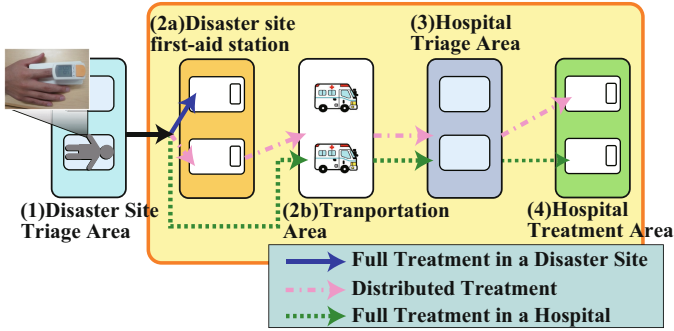 (2a)Disaster site
first-aid station
(3)Hospital
Triage Area
(1)Disaster Site
Triage Area
(2b)Tranportation
Area
(4)Hospital
Treatment Area
Full Treatment in a Disaster Site
Distributed Treatment
Full Treatment in a Hospital